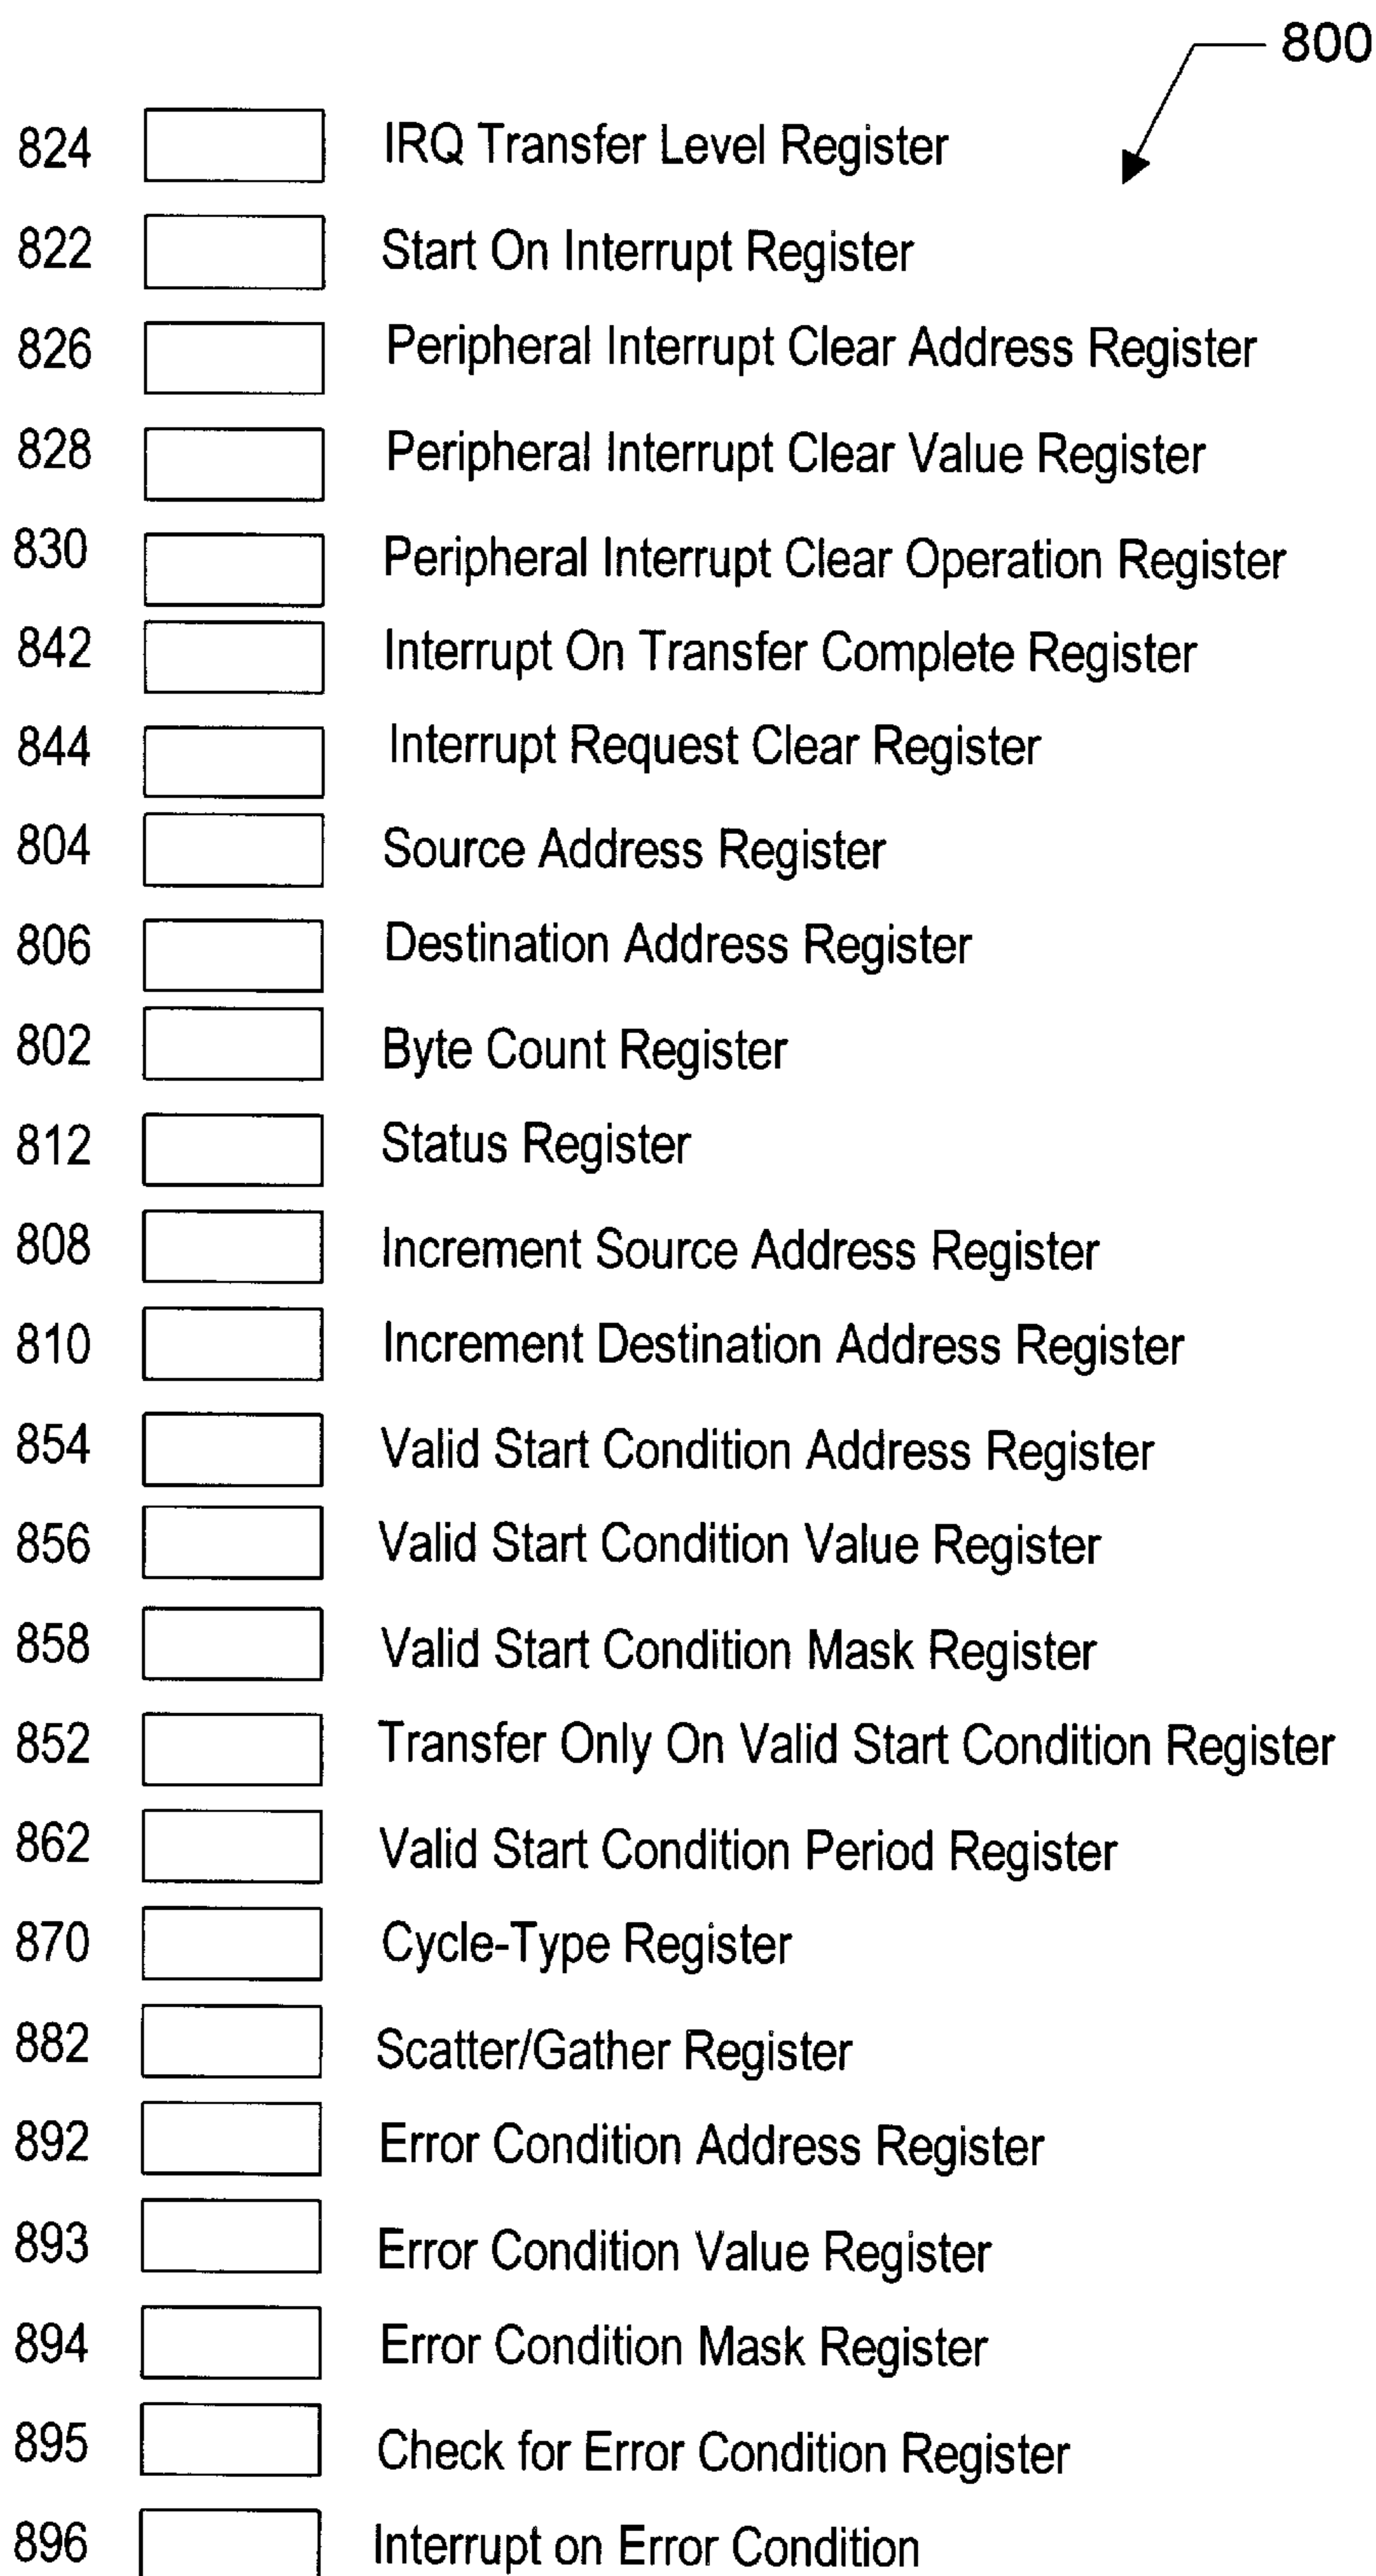 800
824 IRQ Transfer Level Register
822 Start On Interrupt Register
826 Peripheral Interrupt Clear Address Register
828 Peripheral Interrupt Clear Value Register
830 Peripheral Interrupt Clear Operation Register
842 Interrupt On Transfer Complete Register
844 Interrupt Request Clear Register
804 Source Address Register
806 Destination Address Register
802 Byte Count Register
812 Status Register
808 Increment Source Address Register
810 Increment Destination Address Register
854 Valid Start Condition Address Register
856 Valid Start Condition Value Register
858 Valid Start Condition Mask Register
852 Transfer Only On Valid Start Condition Register
862 Valid Start Condition Period Register
870 Cycle-Type Register
882 Scatter/Gather Register
892 Error Condition Address Register
893 Error Condition Value Register
894 Error Condition Mask Register
895 Check for Error Condition Register
896 Interrupt on Error Condition